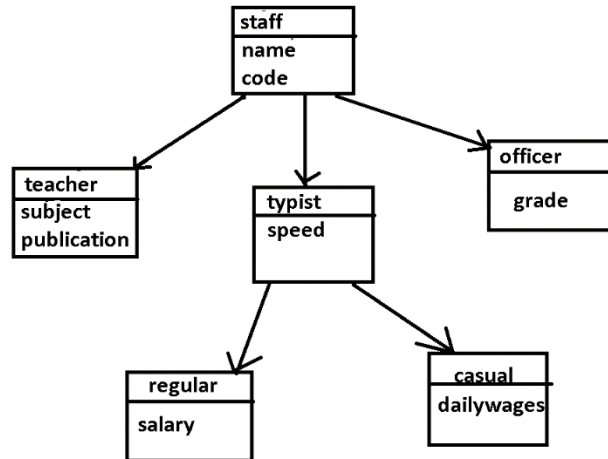 staff
name
code
teacher
subject
publication
typist
speed
officer
grade
regular
salary
casual
dailywages